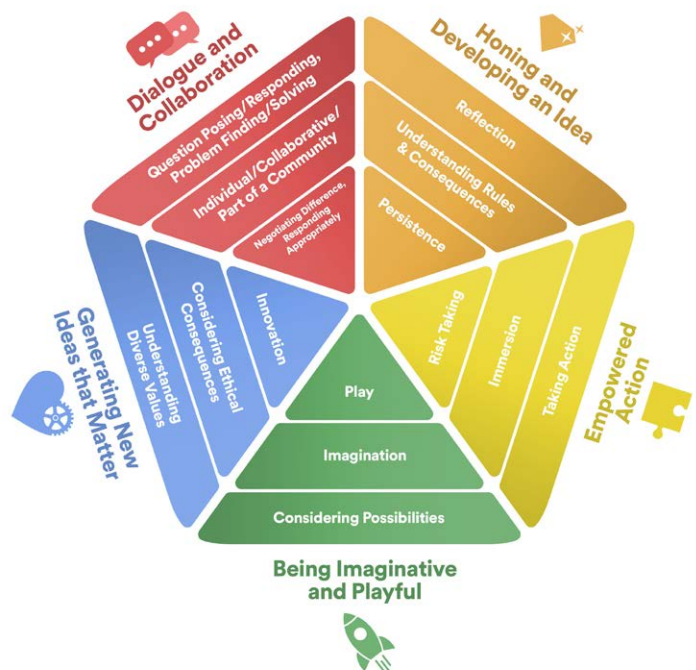 Dialogue and
Collaboration
Question Posing/Responding,
Problem Finding/Solving
Individual/Collaborative/
Part of a Community
Negotiating Difference,
Responding
Appropriately
Honing and
Developing an Idea
Reflection
Understanding Rules
& Consequences
Persistence
Generating New
Ideas that Matter
Understanding
Diverse Values
Considering Ethical
Consequences
Innovation
Risk Taking
Immersion
Taking Action
Empowered
Action
Play
Imagination
Considering Possibilities
Being Imaginative
and Playful